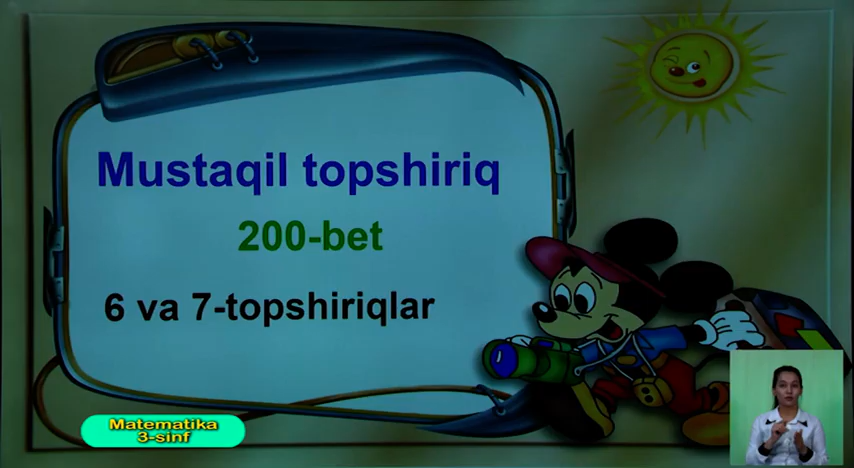 Mustaqil topshiriq
200-bet
6 va 7-topshiriqlar
Matematika
3-sinf